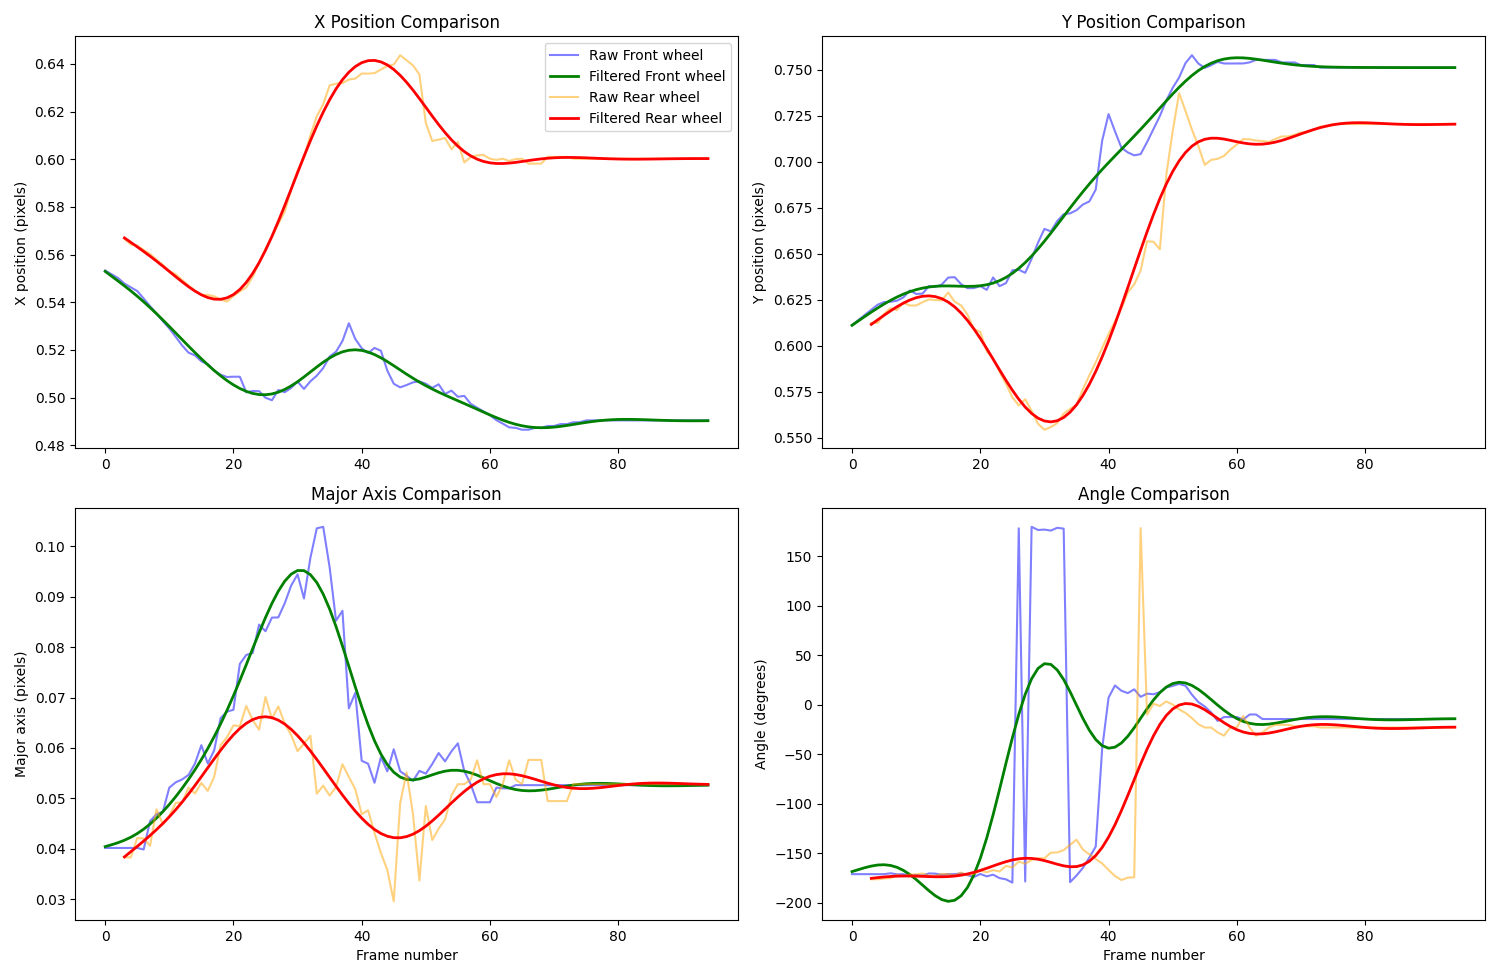 X Position Comparison
X position (pixels)
0.64
0.62
0.60
0.58
0.56
0.54
0.52
0.50
0.48
0 20 40 60 80
Raw Front wheel
Filtered Front wheel
Raw Rear wheel
Filtered Rear wheel
Y Position Comparison
Y position (pixels)
0.750
0.725
0.700
0.675
0.650
0.625
0.600
0.575
0.550
0 20 40 60 80
Major Axis Comparison
Major axis (pixels)
0.10
0.09
0.08
0.07
0.06
0.05
0.04
0.03
0 20 40 60 80
Frame number
Angle Comparison
Angle (degrees)
150
100
50
0
−50
−100
−150
−200
0 20 40 60 80
Frame number